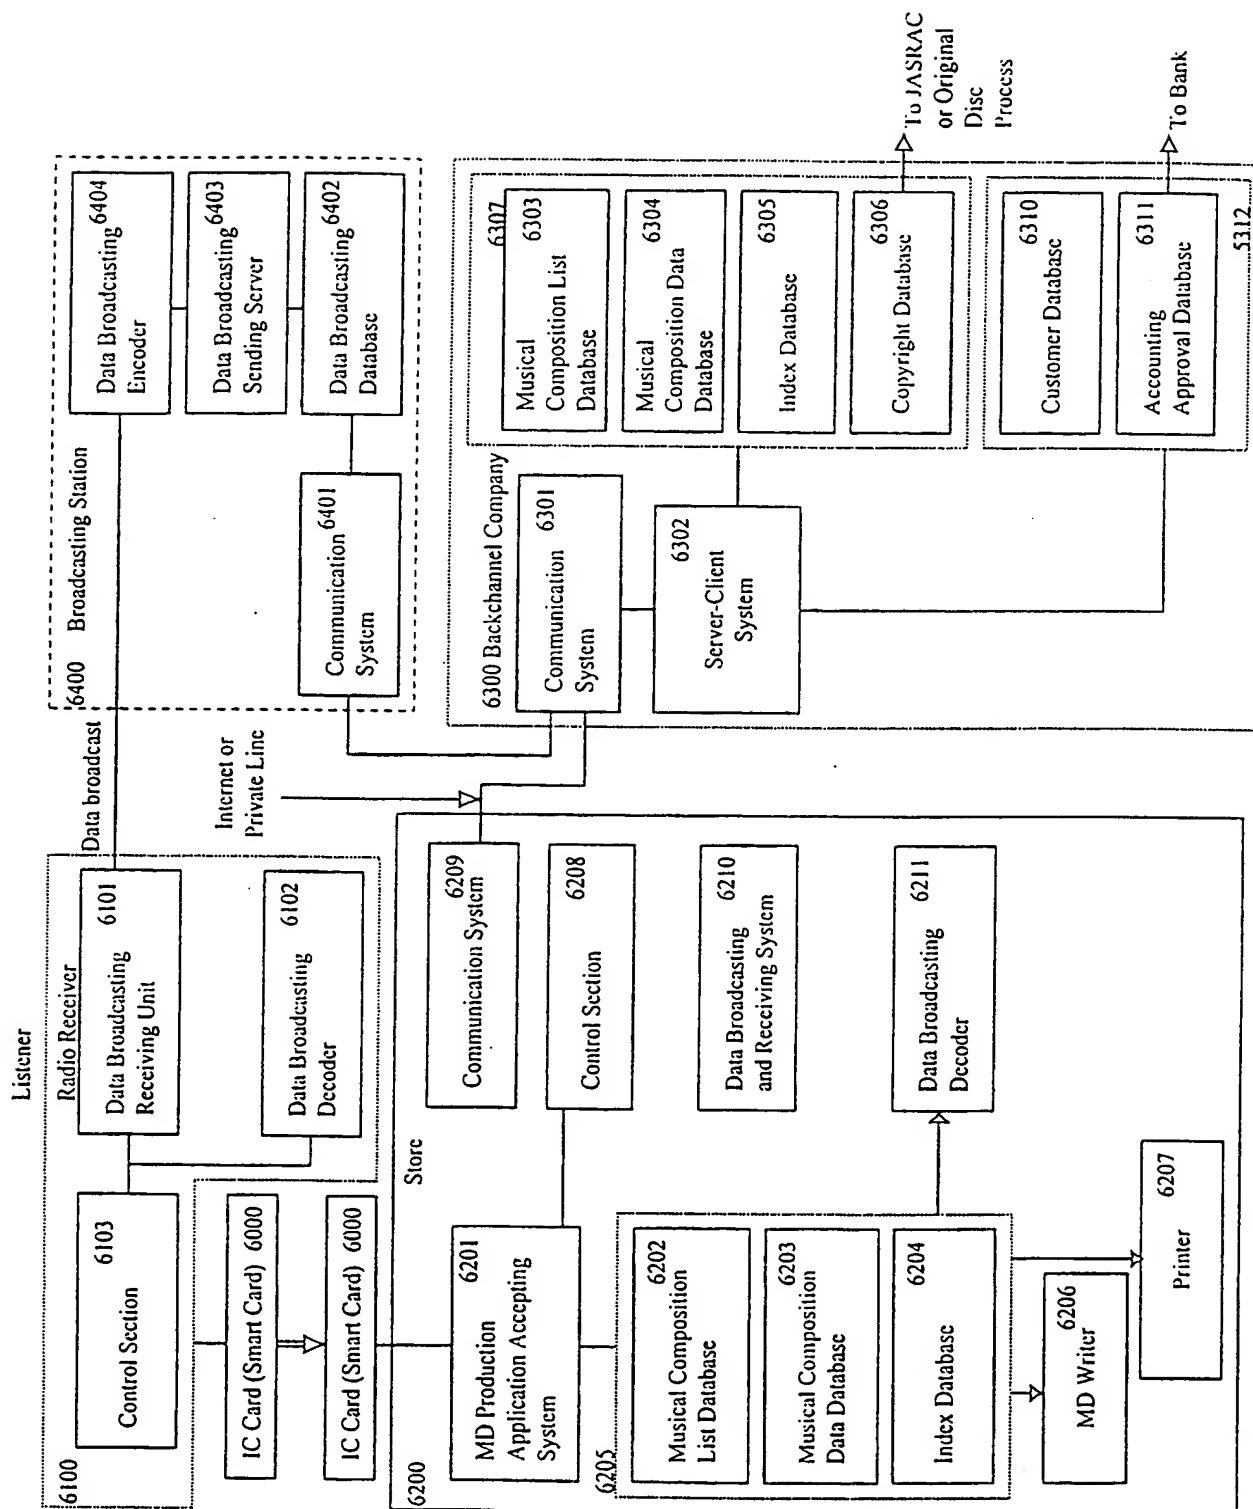 Listener
Radio Receiver
6100
6103
Control Section
Data Broadcasting 6101
Receiving Unit
Data Broadcasting 6102
Decoder
IC Card (Smart Card) 6000
IC Card (Smart Card) 6000
Data broadcast
Internet or
Private Line
6400 Broadcasting Station
Data Broadcasting 6404
Encoder
Data Broadcasting 6403
Sending Server
Data Broadcasting 6402
Database
Communication 6401
System
6200
Store
6201
MD Production
Application Accepting
System
6209
Communication System
6208
Control Section
6210
Data Broadcasting
and Receiving System
6211
Data Broadcasting
Decoder
6205
6202
Musical Composition
List Database
6203
Musical Composition
Data Database
6204
Index Database
6206
MD Writer
6207
Printer
6300 Backchannel Company
6301
Communication
System
6302
Server-Client
System
6307
6303
Musical
Composition List
Database
6304
Musical
Composition Data
Database
6305
Index Database
6306
Copyright Database
To JASRAC
or Original
Disc
Process
6310
Customer Database
6311
Accounting
Approval Database
5312
To Bank